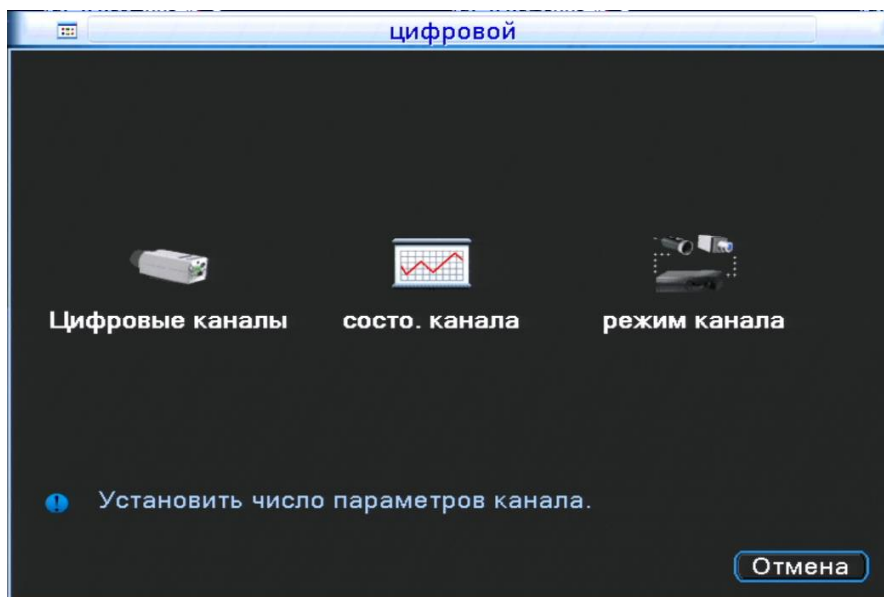 цифровой
Цифровые каналы
состо. канала
режим канала
Установить число параметров канала.
Отмена